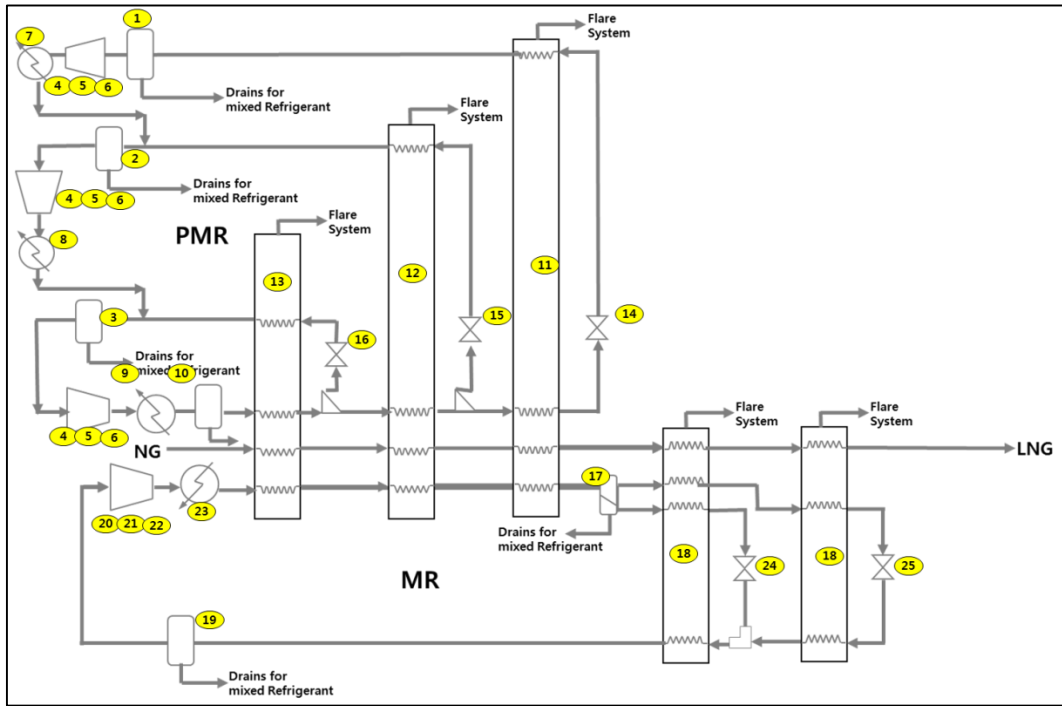 1
Flare
System
7
4 5 6
Drains for
mixed Refrigerant
Flare
System
2
4 5 6
Drains for
mixed Refrigerant
Flare
System
8
PMR
13
12
11
3
16
15
14
Drains for
mixed Refrigerant
9 10
4 5 6
NG
Flare
System
Flare
System
LNG
17
23
20 21 22
Drains for
mixed Refrigerant
18
24
18
25
MR
19
Drains for
mixed Refrigerant